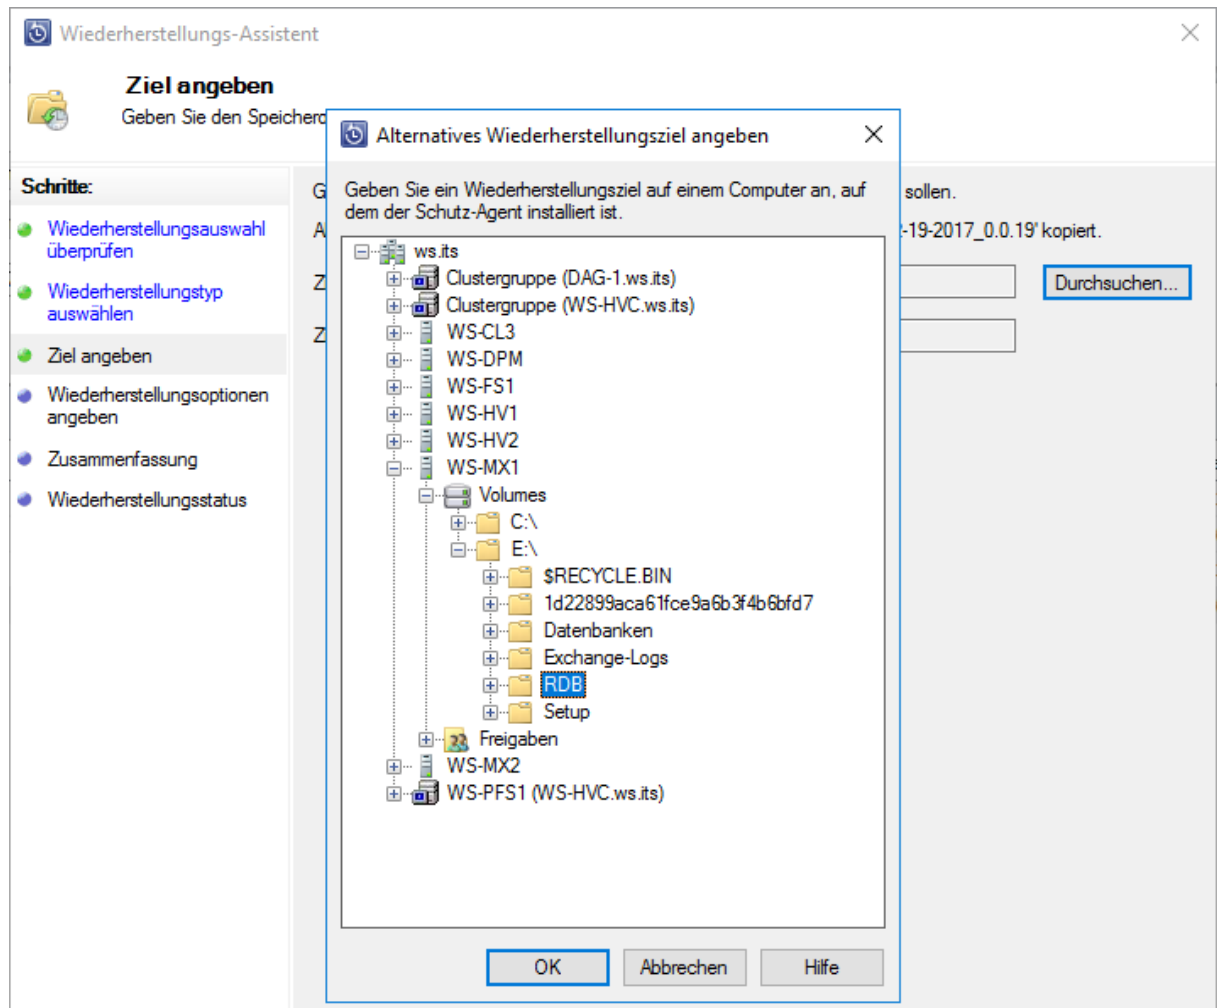 Wiederherstellungs-Assistent
Ziel angeben
Geben Sie den Speicherc
Schritte:
Wiederherstellungsauswahl
überprüfen
Wiederherstellungstyp
auswählen
Ziel angeben
Wiederherstellungsoptionen
angeben
Zusammenfassung
Wiederherstellungsstatus
G
sollen.
A
-19-2017_0.0.19' kopiert.
Z
Durchsuchen...
Z
Alternatives Wiederherstellungsziel angeben
Geben Sie ein Wiederherstellungsziel auf einem Computer an, auf
dem der Schutz-Agent installiert ist.
ws.its
Clustergruppe (DAG-1.ws.its)
Clustergruppe (WS-HVC.ws.its)
WS-CL3
WS-DPM
WS-FS1
WS-HV1
WS-HV2
WS-MX1
Volumes
C:\
E:\
$RECYCLE.BIN
1d22899aca61fce9a6b3f4b6bfd7
Datenbanken
Exchange-Logs
RDB
Setup
Freigaben
WS-MX2
WS-PFS1 (WS-HVC.ws.its)
OK
Abbrechen
Hilfe